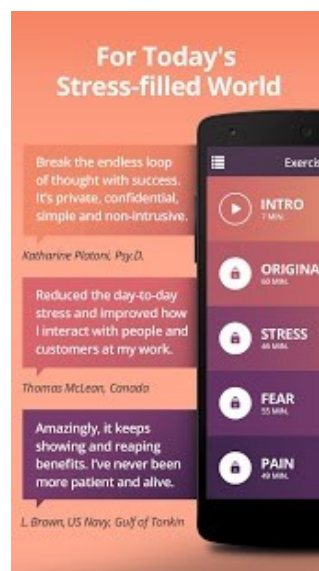 For Today's
Stress-filled World
Break the endless loop
of thought with success.
It's private, confidential,
simple and non-intrusive.
Katharine Platoni, Psy.D.
Reduced the day-to-day
stress and improved how
I interact with people and
customers at my work.
Thomas McLean, Canada
Amazingly, it keeps
showing and reaping
benefits. I've never been
more patient and alive.
L. Brown, US Navy, Gulf of Tonkin
Exercis
INTRO
7 MIN.
ORIGINA
60 MIN.
STRESS
46 MIN.
FEAR
55 MIN.
PAIN
49 MIN.